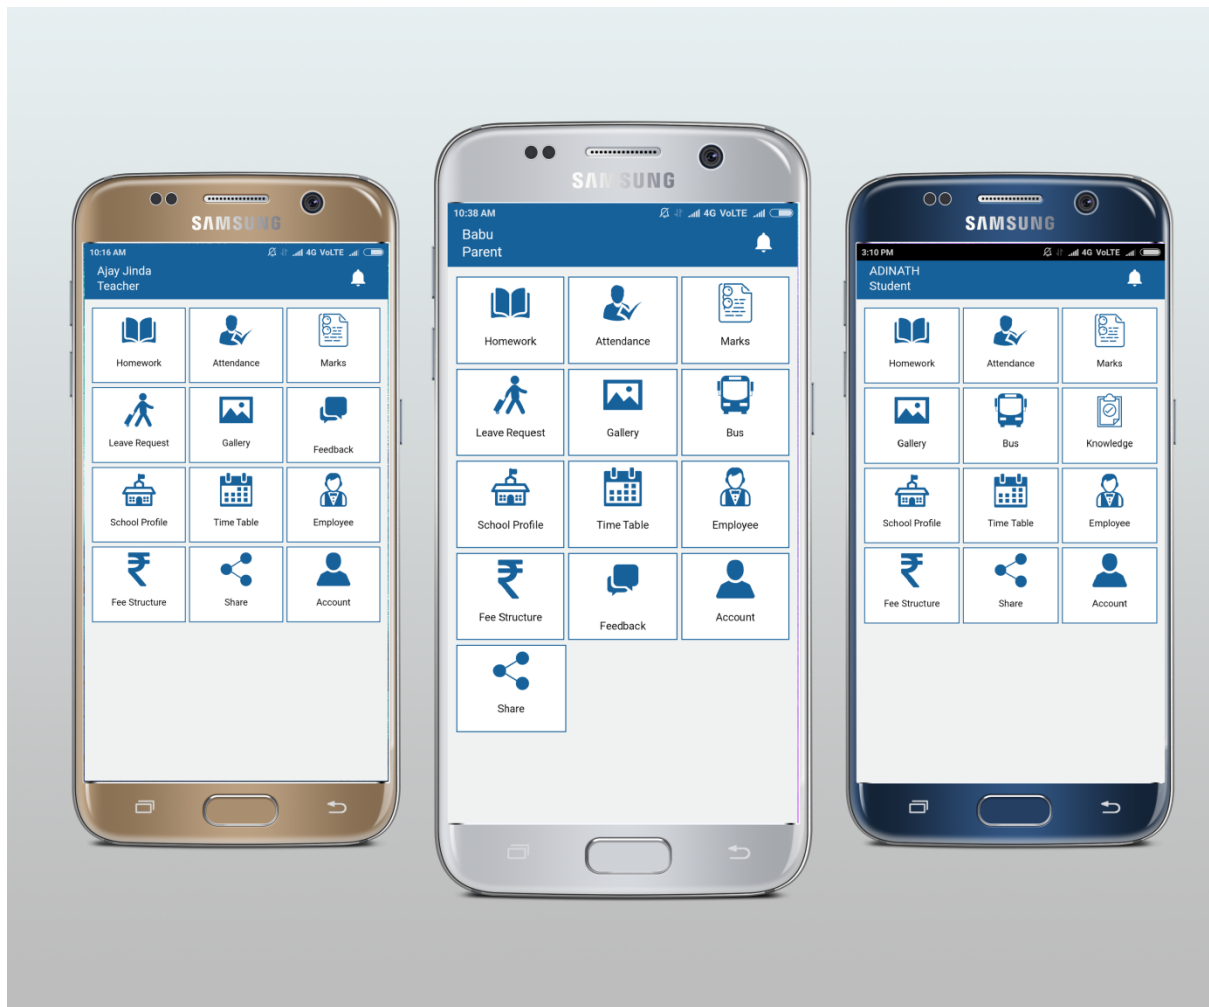 SAMSUNG
10:16 AM
4G VoLTE
Ajay Jinda
Teacher
Homework
Attendance
Marks
Leave Request
Gallery
Feedback
School Profile
Time Table
Employee
Fee Structure
Share
Account
SAMSUNG
10:38 AM
4G VoLTE
Babu
Parent
Homework
Attendance
Marks
Leave Request
Gallery
Bus
School Profile
Time Table
Employee
Fee Structure
Feedback
Account
Share
SAMSUNG
3:10 PM
4G VoLTE
ADINATH
Student
Homework
Attendance
Marks
Gallery
Bus
Knowledge
School Profile
Time Table
Employee
Fee Structure
Share
Account